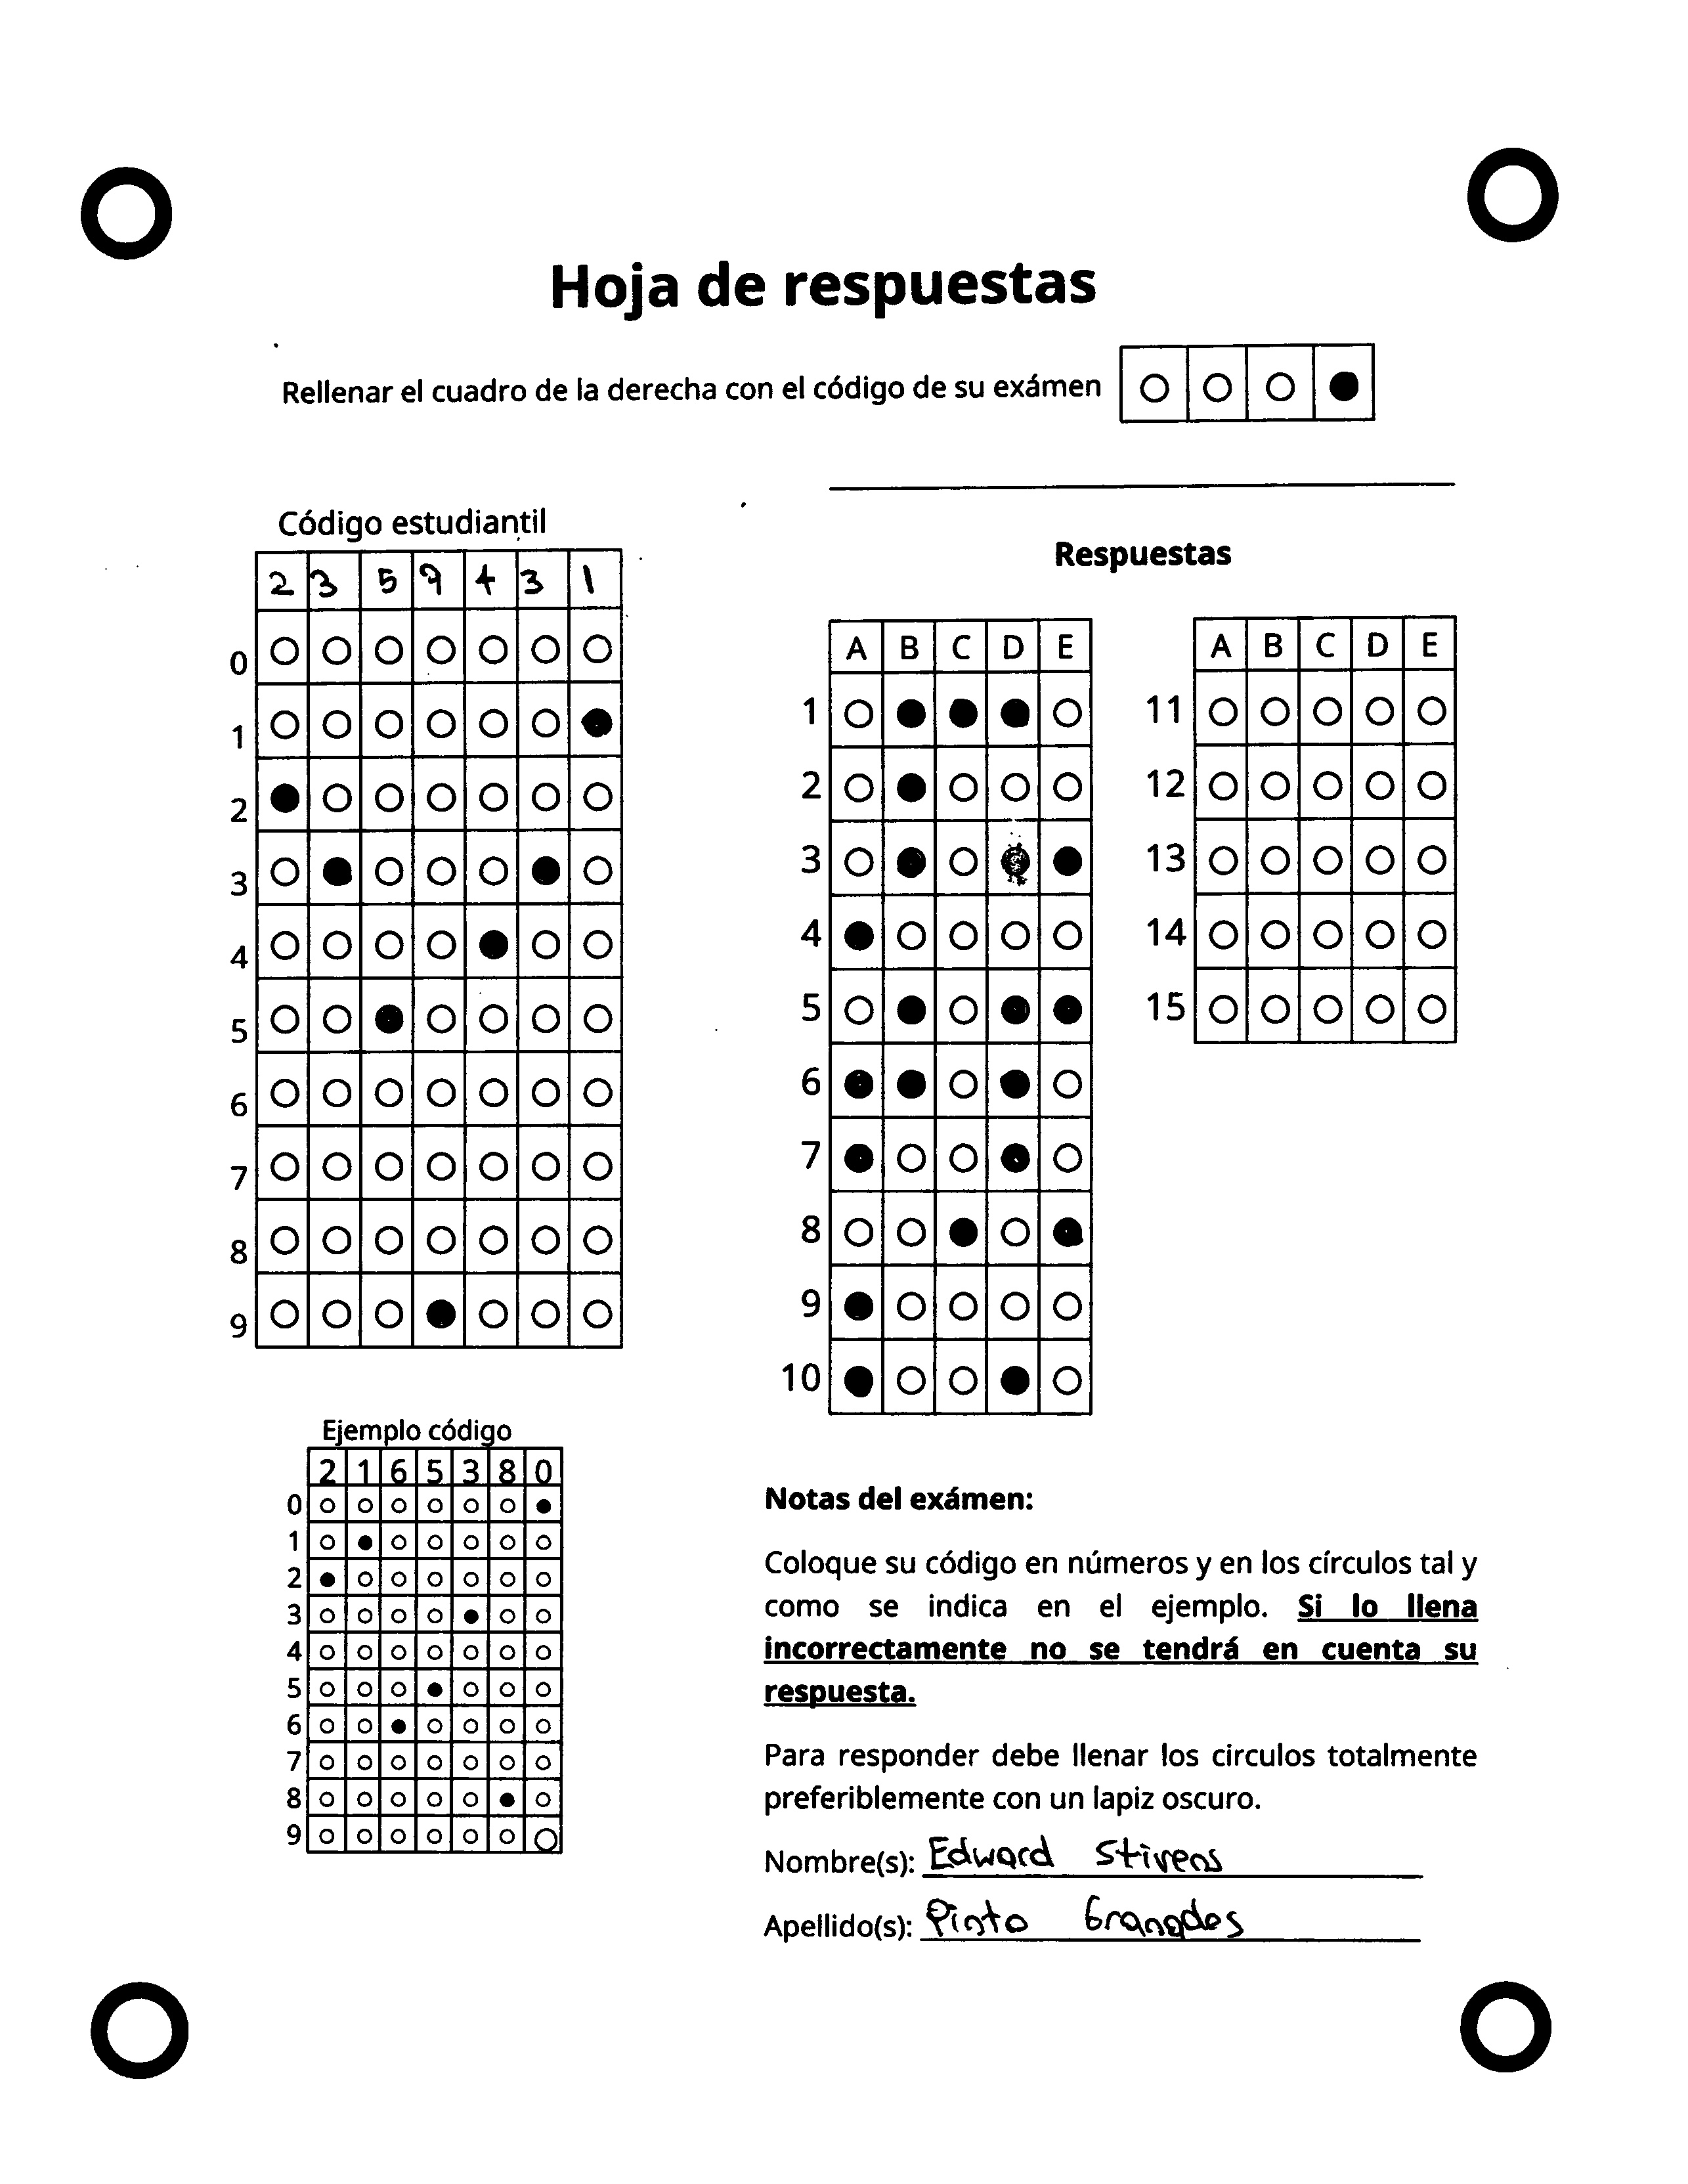 Hoja de respuestas
Rellenar el cuadro de la derecha con el código de su exámen
Código estudiantil
2 3 5 9 4 3 1
0
1
2
3
4
5
6
7
8
9
Respuestas
A B C D E
1
2
3
4
5
6
7
8
9
10
A B C D E
11
12
13
14
15
Ejemplo código
2 1 6 5 3 8 0
0
1
2
3
4
5
6
7
8
9
Notas del exámen:
Coloque su código en números y en los círculos tal y
como se indica en el ejemplo. Si lo llena
incorrectamente no se tendrá en cuenta su
respuesta.
Para responder debe llenar los circulos totalmente
preferiblemente con un lapiz oscuro.
Nombre(s): Edward Stivens
Apellido(s): Pinto Granados